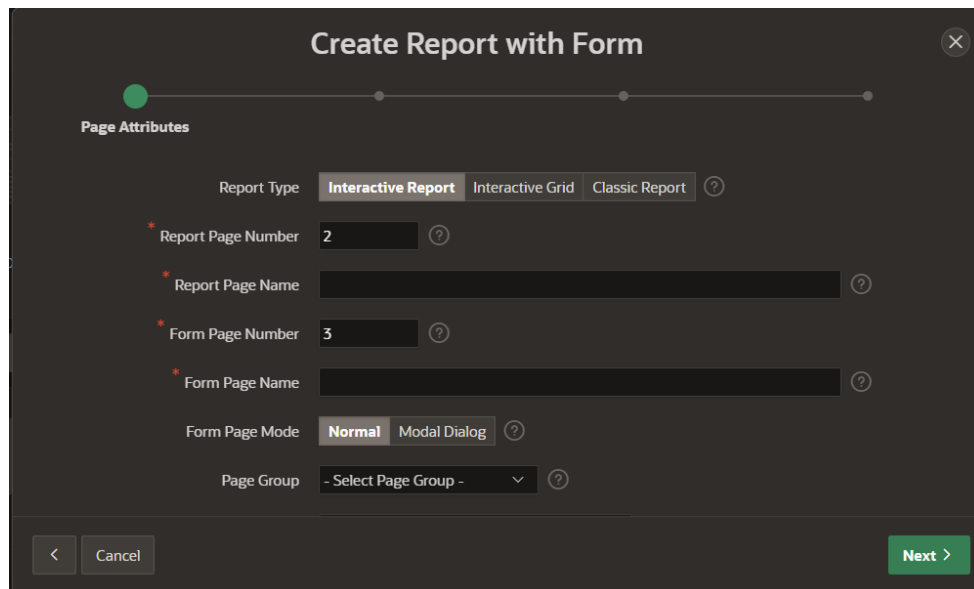 Create Report with Form
Page Attributes
Report Type Interactive Report Interactive Grid Classic Report ?
* Report Page Number 2 ?
* Report Page Name ?
* Form Page Number 3 ?
* Form Page Name ?
Form Page Mode Normal Modal Dialog ?
Page Group - Select Page Group - ?
Cancel Next